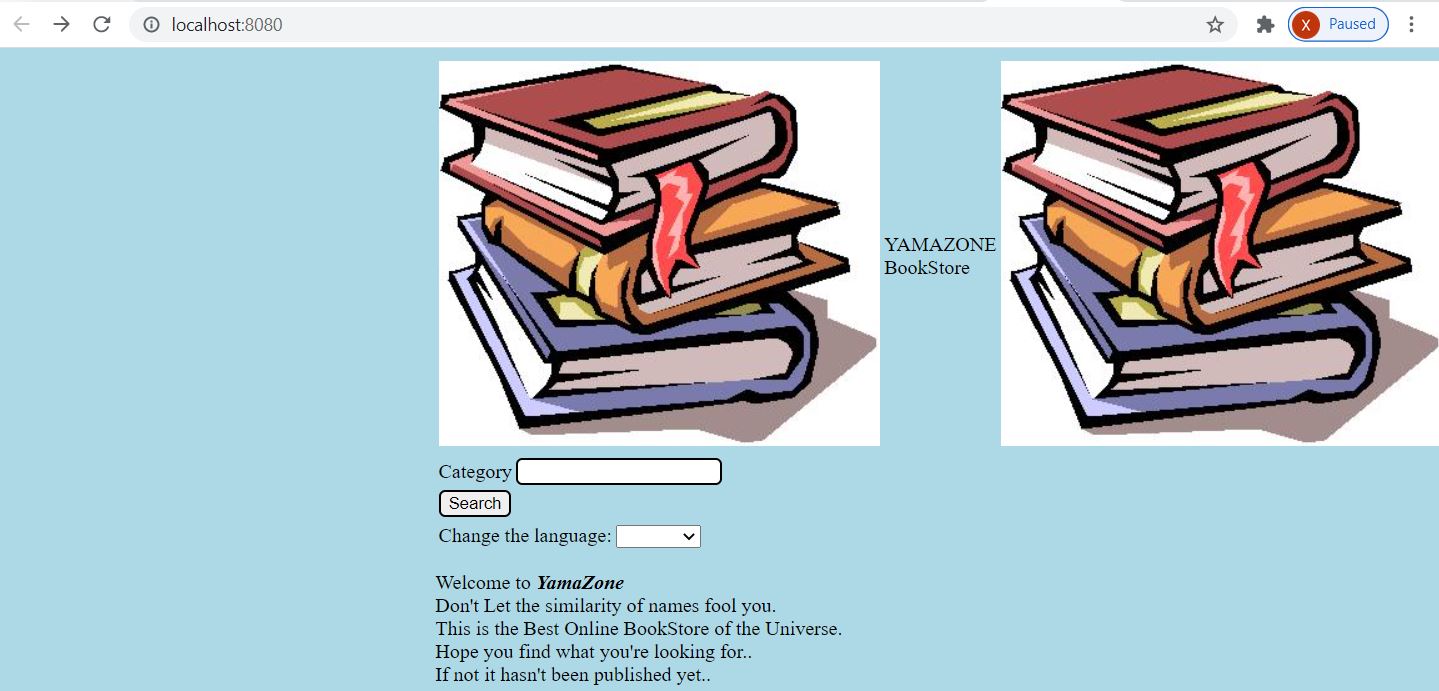 localhost:8080
X Paused
YAMAZONE
BookStore
Category
Search
Change the language:
Welcome to YamaZone
Don't Let the similarity of names fool you.
This is the Best Online BookStore of the Universe.
Hope you find what you're looking for..
If not it hasn't been published yet..